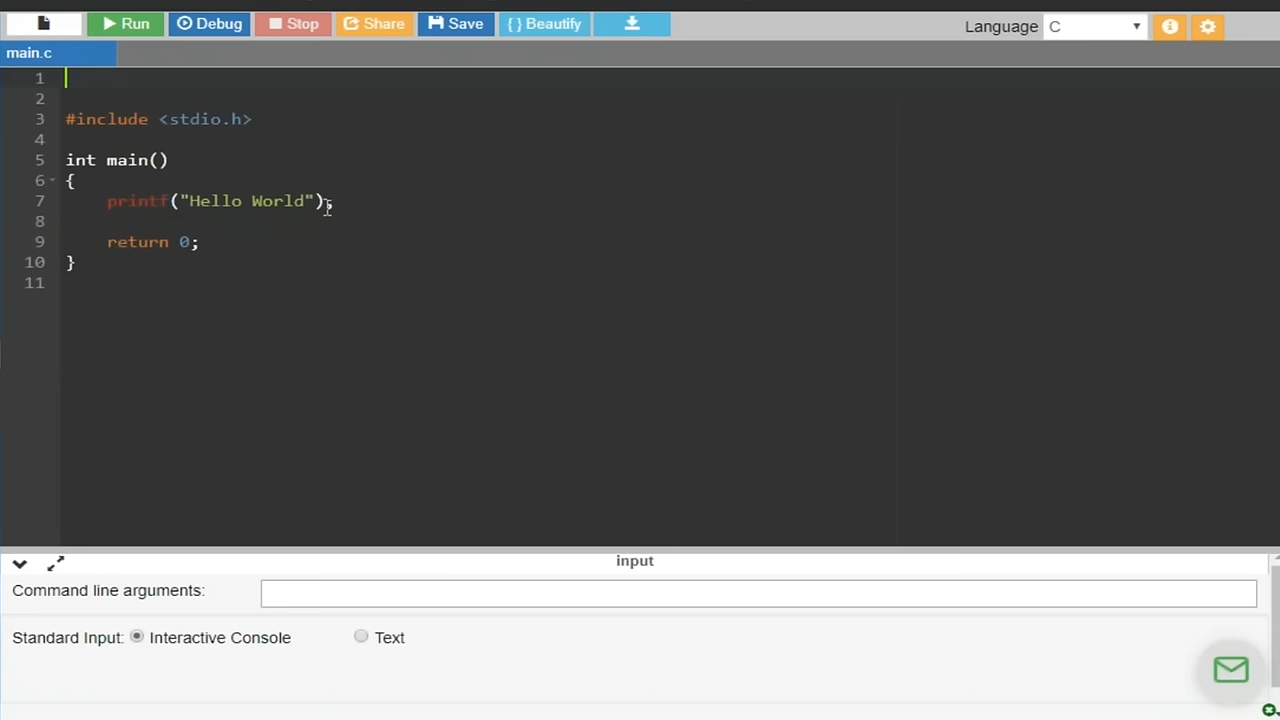 Run Debug Stop Share Save { } Beautify Language C
main.c
1
2
3 #include <stdio.h>
4
5 int main()
6 {
7 printf("Hello World");
8
9 return 0;
10 }
11
input
Command line arguments:
Standard Input: Interactive Console Text